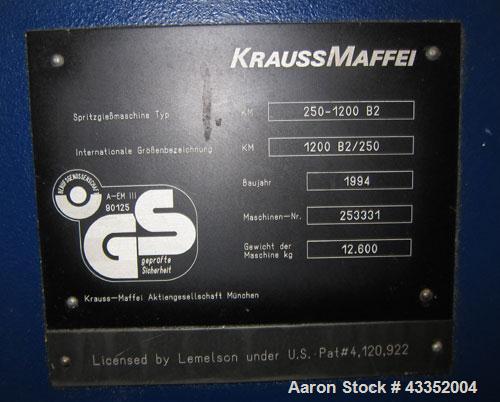 KRAUSSMAFFEI
Spritzgießmaschine Typ KM 250-1200 B2
Internationale Größenbezeichnung KM 1200 B2/250
Baujahr 1994
Maschinen-Nr. 253331
Gewicht der
Maschine kg 12.600
BERUFSGENOSSENSCHAFT
A-EM III
90125
GS
geprüfte
Sicherheit
Krauss-Maffei Aktiengesellschaft München
Licensed by Lemelson under U.S. Pat#4,120,922
Aaron Stock # 43352004